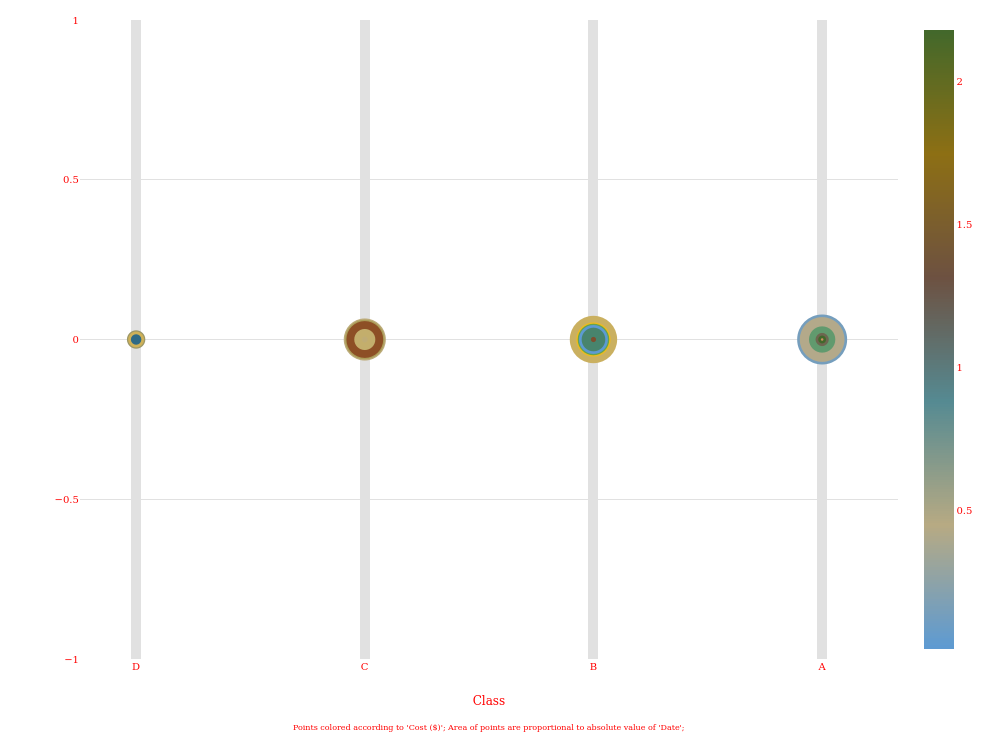 1
0.5
0
−0.5
−1
D
C
B
A
Class
2
1.5
1
0.5
Points colored according to 'Cost ($)'; Area of points are proportional to absolute value of 'Date';